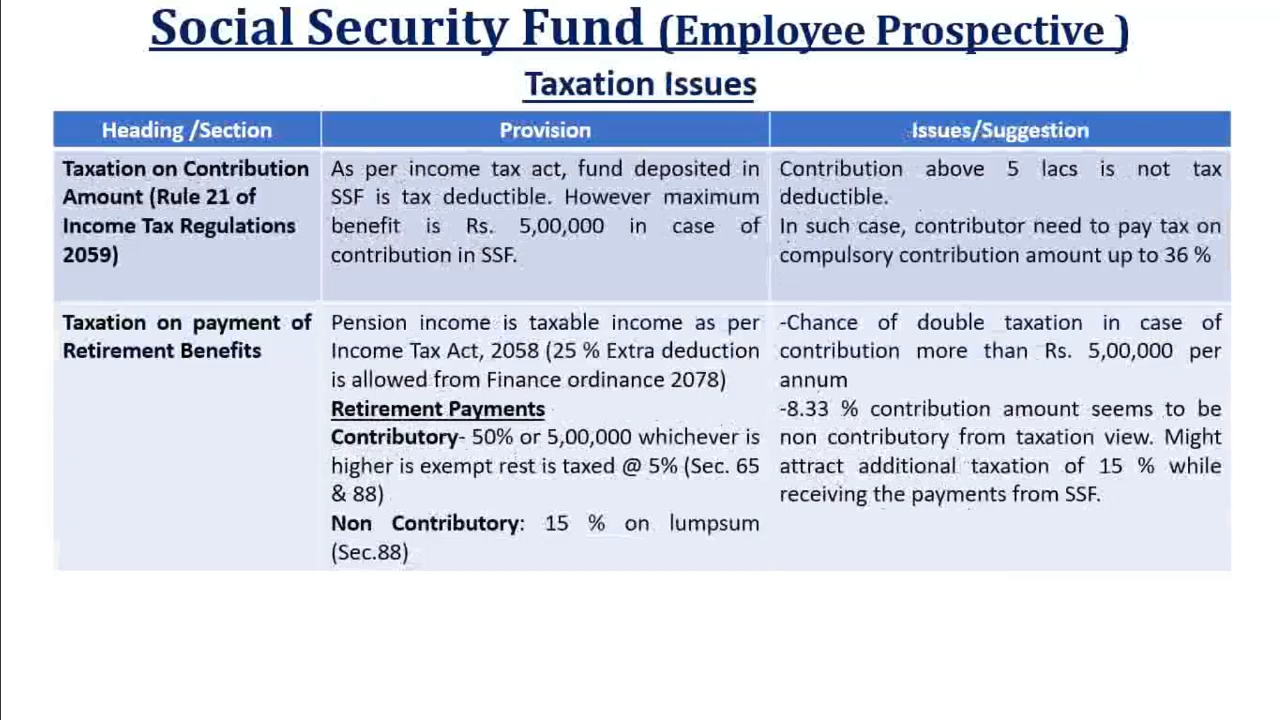 Social Security Fund (Employee Prospective )
Taxation Issues
Heading /Section
Provision
Issues/Suggestion
Taxation on Contribution
Amount (Rule 21 of
Income Tax Regulations
2059)
As per income tax act, fund deposited in
SSF is tax deductible. However maximum
benefit is Rs. 5,00,000 in case of
contribution in SSF.
Contribution above 5 lacs is not tax
deductible.
In such case, contributor need to pay tax on
compulsory contribution amount up to 36 %
Taxation on payment of
Retirement Benefits
Pension income is taxable income as per
Income Tax Act, 2058 (25 % Extra deduction
is allowed from Finance ordinance 2078)
Retirement Payments
Contributory- 50% or 5,00,000 whichever is
higher is exempt rest is taxed @ 5% (Sec. 65
& 88)
Non Contributory: 15 % on lumpsum
(Sec.88)
-Chance of double taxation in case of
contribution more than Rs. 5,00,000 per
annum
-8.33 % contribution amount seems to be
non contributory from taxation view. Might
attract additional taxation of 15 % while
receiving the payments from SSF.